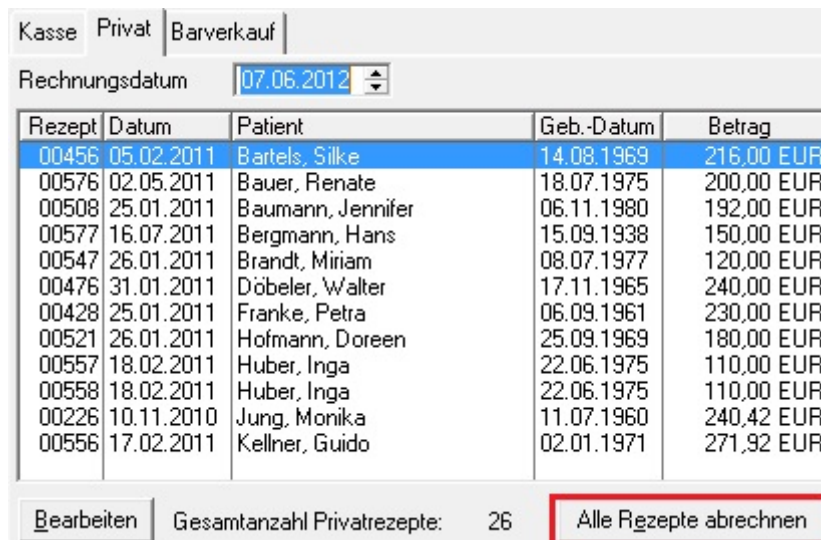 Kasse Privat Barverkauf
Rechnungsdatum 07.06.2012
Rezept Datum Patient Geb.-Datum Betrag
00456 05.02.2011 Bartels, Silke 14.08.1969 216,00 EUR
00576 02.05.2011 Bauer, Renate 18.07.1975 200,00 EUR
00508 25.01.2011 Baumann, Jennifer 06.11.1980 192,00 EUR
00577 16.07.2011 Bergmann, Hans 15.09.1938 150,00 EUR
00547 26.01.2011 Brandt, Miriam 08.07.1977 120,00 EUR
00476 31.01.2011 Döbeler, Walter 17.11.1965 240,00 EUR
00428 25.01.2011 Franke, Petra 06.09.1961 230,00 EUR
00521 26.01.2011 Hofmann, Doreen 25.09.1969 180,00 EUR
00557 18.02.2011 Huber, Inga 22.06.1975 110,00 EUR
00558 18.02.2011 Huber, Inga 22.06.1975 110,00 EUR
00226 10.11.2010 Jung, Monika 11.07.1960 240,42 EUR
00556 17.02.2011 Kellner, Guido 02.01.1971 271,92 EUR
Bearbeiten Gesamtanzahl Privatrezepte: 26 Alle Rezepte abrechnen